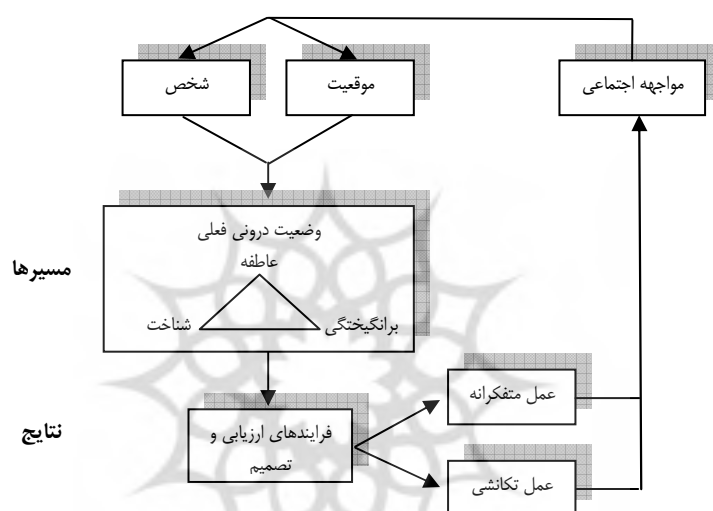 مواجهه اجتماعی
موقعیت
شخص
وضعیت درونی فعلی
عاطفه
برانگیختگی
شناخت
مسیرها
عمل متفکرانه
فرایندهای ارزیابی و
تصمیم
نتایج
عمل تکانشی